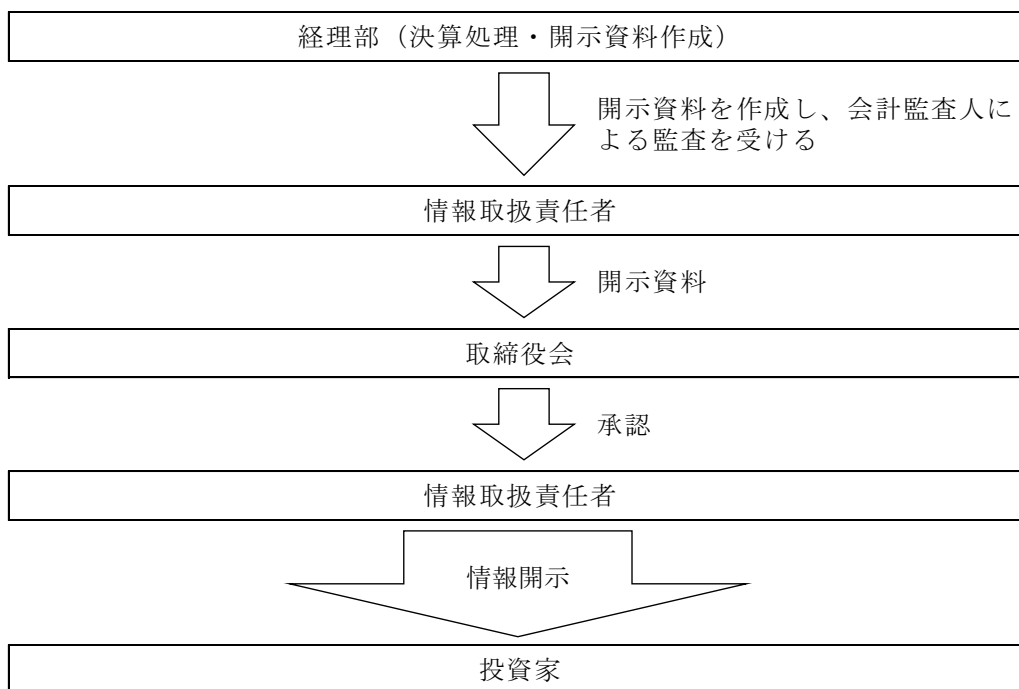 経理部（決算処理・開示資料作成）
開示資料を作成し、会計監査人に
よる監査を受ける
情報取扱責任者
開示資料
取締役会
承認
情報取扱責任者
情報開示
投資家